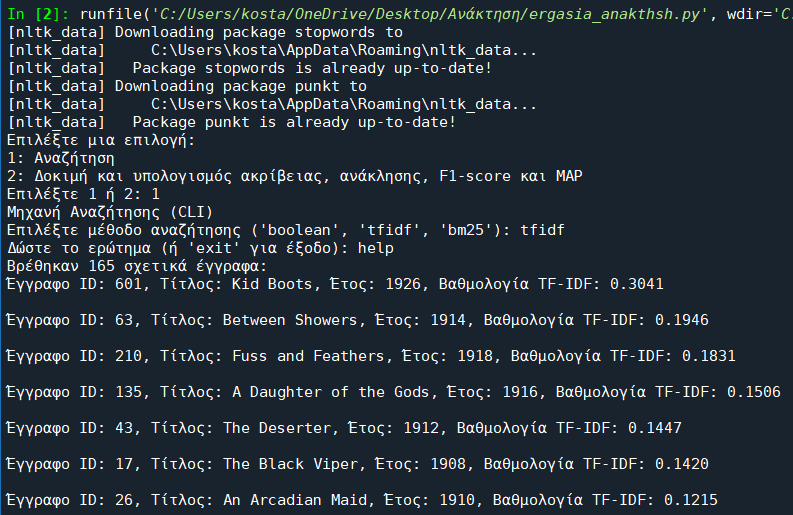 In [2]: runfile('C:/Users/kosta/OneDrive/Desktop/Ανάκτηση/ergasia_anakthsh.py', wdir='C:
[nltk_data] Downloading package stopwords to
[nltk_data]     C:\Users\kosta\AppData\Roaming\nltk_data...
[nltk_data]   Package stopwords is already up-to-date!
[nltk_data] Downloading package punkt to
[nltk_data]     C:\Users\kosta\AppData\Roaming\nltk_data...
[nltk_data]   Package punkt is already up-to-date!
Επιλέξτε μια επιλογή:
1: Αναζήτηση
2: Δοκιμή και υπολογισμός ακρίβειας, ανάκλησης, F1-score και MAP
Επιλέξτε 1 ή 2: 1
Μηχανή Αναζήτησης (CLI)
Επιλέξτε μέθοδο αναζήτησης ('boolean', 'tfidf', 'bm25'): tfidf
Δώστε το ερώτημα (ή 'exit' για έξοδο): help
Βρέθηκαν 165 σχετικά έγγραφα:
Έγγραφο ID: 601, Τίτλος: Kid Boots, Έτος: 1926, Βαθμολογία TF-IDF: 0.3041
Έγγραφο ID: 63, Τίτλος: Between Showers, Έτος: 1914, Βαθμολογία TF-IDF: 0.1946
Έγγραφο ID: 210, Τίτλος: Fuss and Feathers, Έτος: 1918, Βαθμολογία TF-IDF: 0.1831
Έγγραφο ID: 135, Τίτλος: A Daughter of the Gods, Έτος: 1916, Βαθμολογία TF-IDF: 0.1506
Έγγραφο ID: 43, Τίτλος: The Deserter, Έτος: 1912, Βαθμολογία TF-IDF: 0.1447
Έγγραφο ID: 17, Τίτλος: The Black Viper, Έτος: 1908, Βαθμολογία TF-IDF: 0.1420
Έγγραφο ID: 26, Τίτλος: An Arcadian Maid, Έτος: 1910, Βαθμολογία TF-IDF: 0.1215